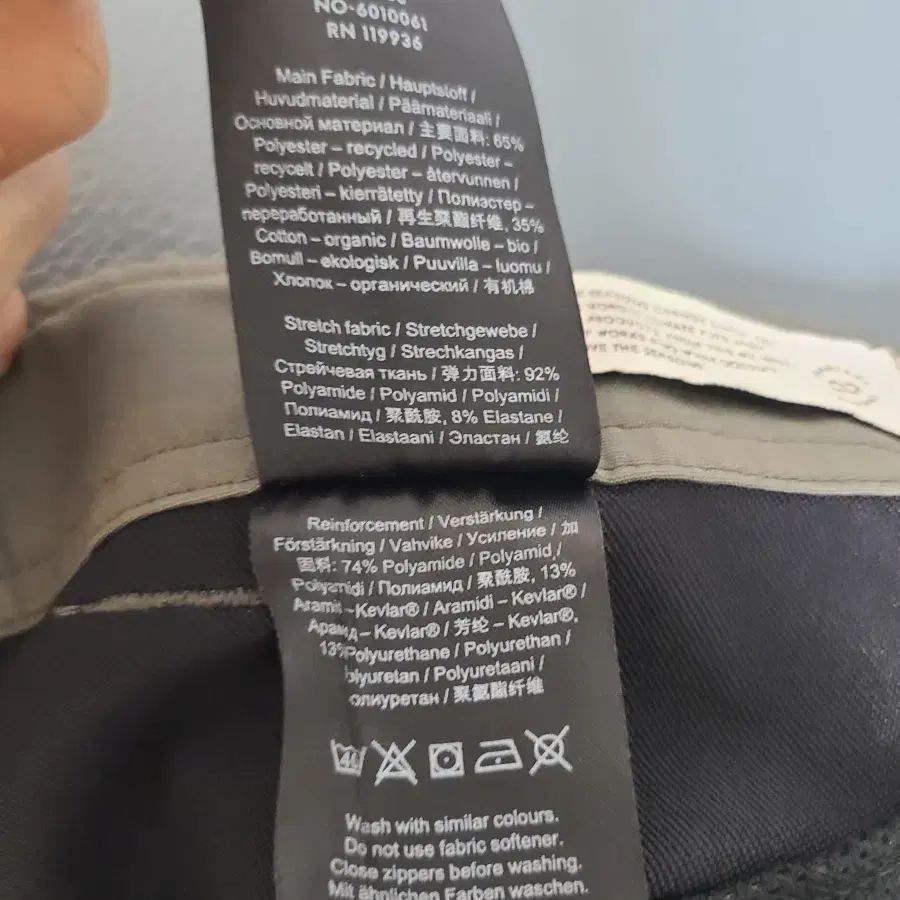 NO-6010061
RN 119936
Main Fabric / Hauptstoff /
Huvudmaterial / Päämateriaali /
Основной материал / 主要面料: 65%
Polyester – recycled / Polyester –
recycelt / Polyester – återvunnen /
Polyesteri – kierrätetty / Полиэстер –
переработанный / 再生聚酯纤维, 35%
Cotton – organic / Baumwolle – bio /
Bomull – ekologisk / Puuvilla – luomu /
Хлопок – органический / 有机棉
Stretch fabric / Stretchgewebe /
Stretchtyg / Strechkangas /
Стрейчевая ткань / 弹力面料: 92%
Polyamide / Polyamid / Polyamidi /
Полиамид / 聚酰胺, 8% Elastane /
Elastan / Elastaani / Эластан / 氨纶
Reinforcement / Verstärkung /
Förstärkning / Vahvike / Усиление / 加
固料: 74% Polyamide / Polyamid /
Polyamidi / Полиамид / 聚酰胺, 13%
Aramid – Kevlar® / Aramidi – Kevlar® /
Арамид – Kevlar® / 芳纶 – Kevlar®,
13% Polyurethane / Polyurethan /
olyuretan / Polyuretaani /
олиуретан / 聚氨酯纤维
40
Wash with similar colours.
Do not use fabric softener.
Close zippers before washing.
Mit ähnlichen Farben waschen.